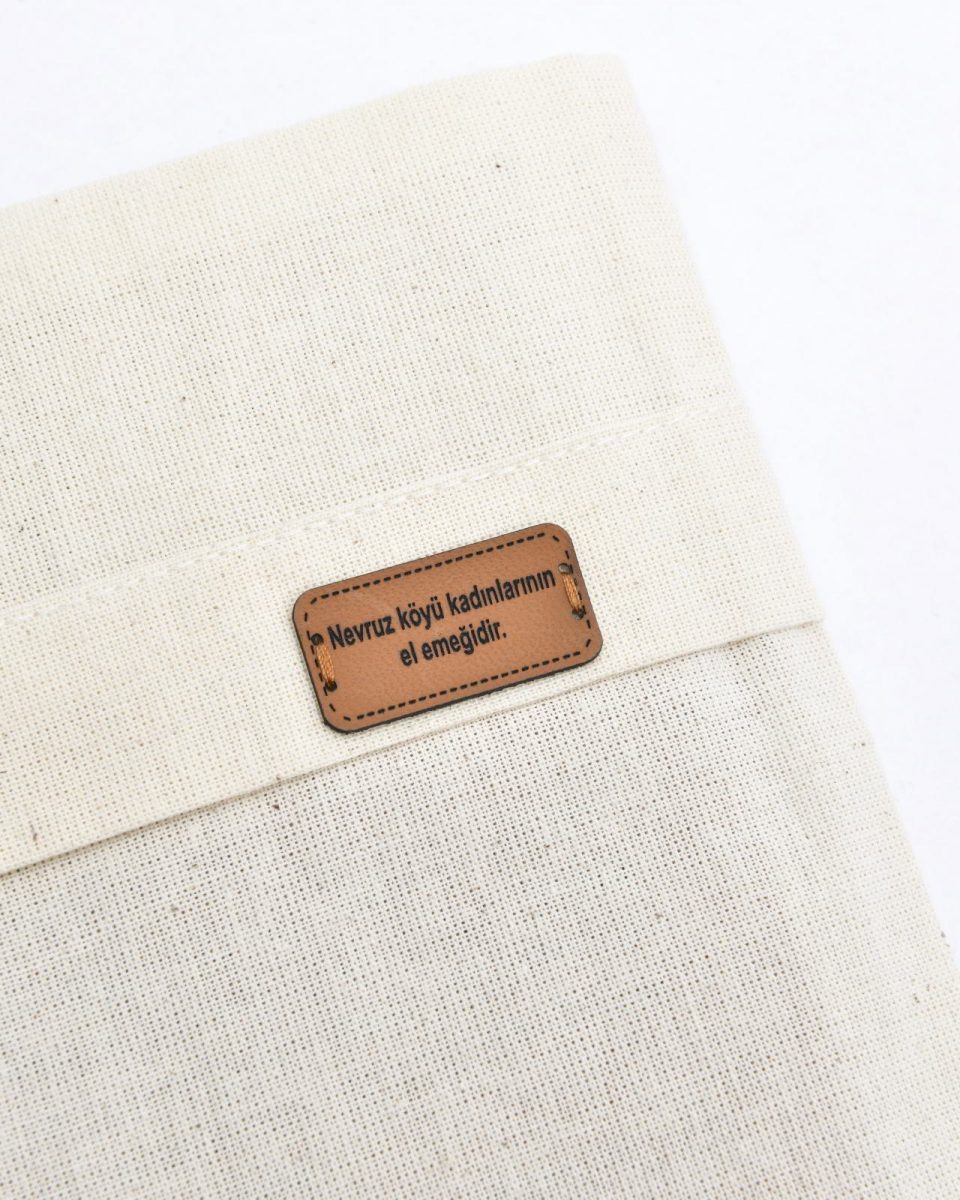 Nevruz köyü kadınlarının
el emeğidir.